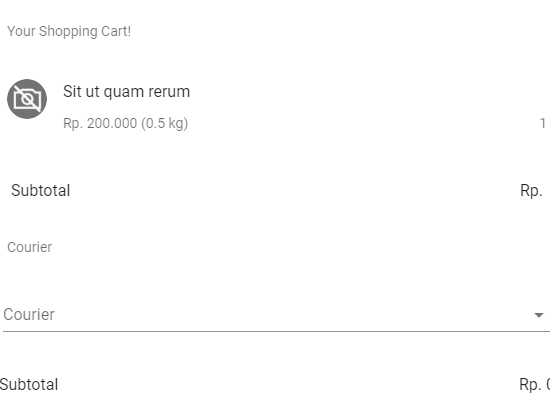 Your Shopping Cart!
Sit ut quam rerum
Rp. 200.000 (0.5 kg) 1
Subtotal Rp.
Courier
Courier
Subtotal Rp.